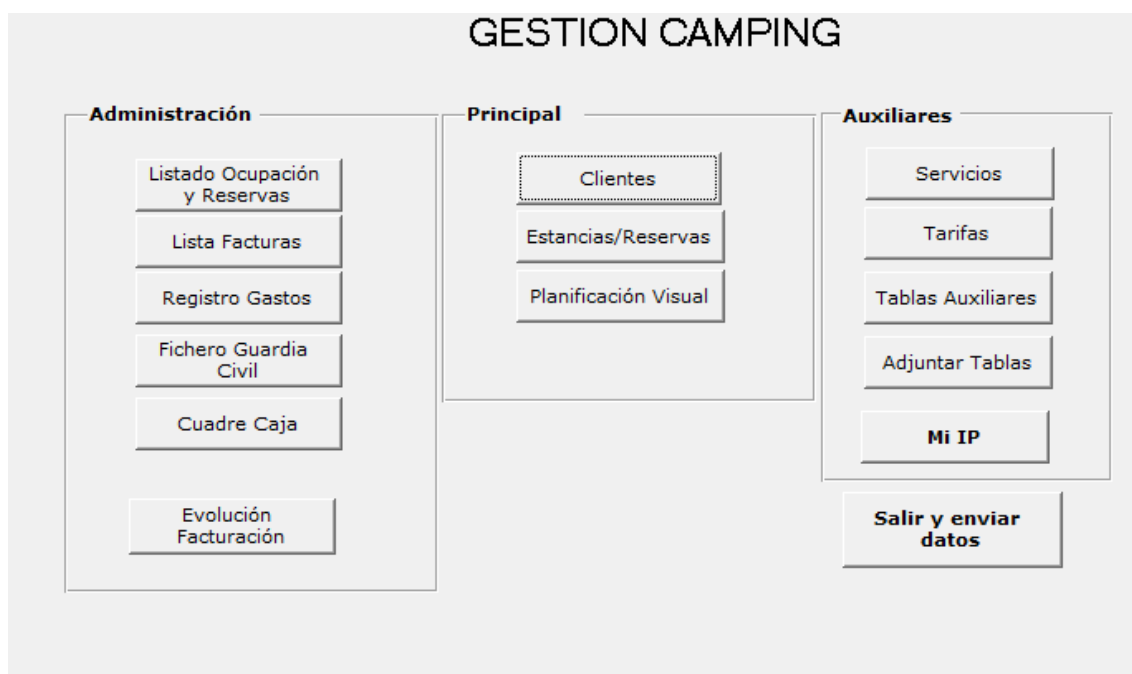 GESTION CAMPING
Administración
Listado Ocupación
y Reservas
Lista Facturas
Registro Gastos
Fichero Guardia
Civil
Cuadre Caja
Evolución
Facturación
Principal
Clientes
Estancias/Reservas
Planificación Visual
Auxiliares
Servicios
Tarifas
Tablas Auxiliares
Adjuntar Tablas
Mi IP
Salir y enviar
datos